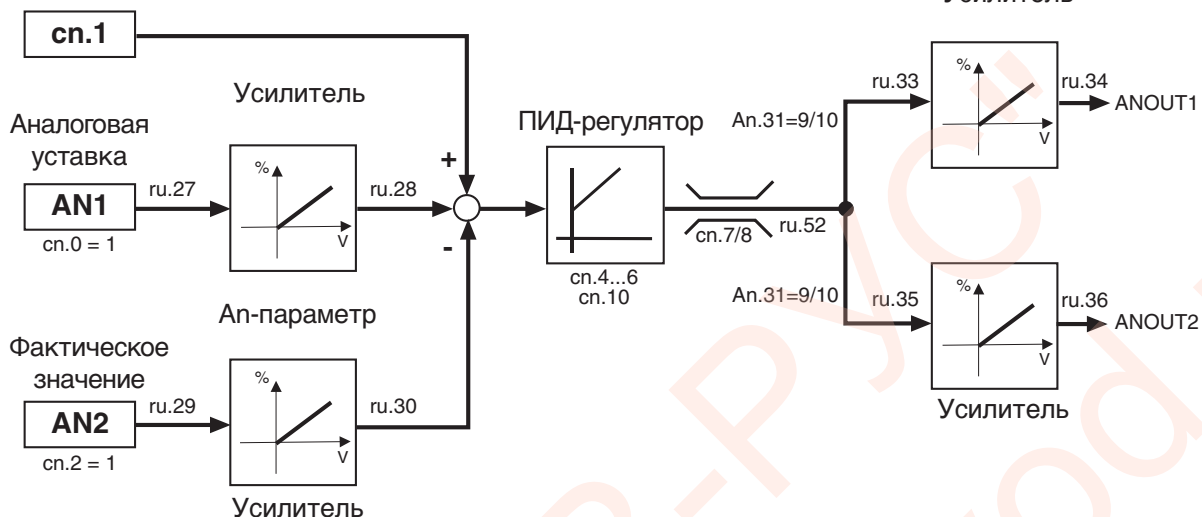 Усилитель
cn.1
Усилитель
Аналоговая
уставка
AN1
cn.0 = 1
ru.27
%
V
ru.28
+
-
ПИД-регулятор
cn.4...6
cn.10
cn.7/8
ru.52
An.31=9/10
ru.33
%
V
ru.34
ANOUT1
An.31=9/10
ru.35
%
V
ru.36
ANOUT2
Усилитель
An-параметр
Фактическое
значение
AN2
cn.2 = 1
ru.29
%
V
ru.30
Усилитель